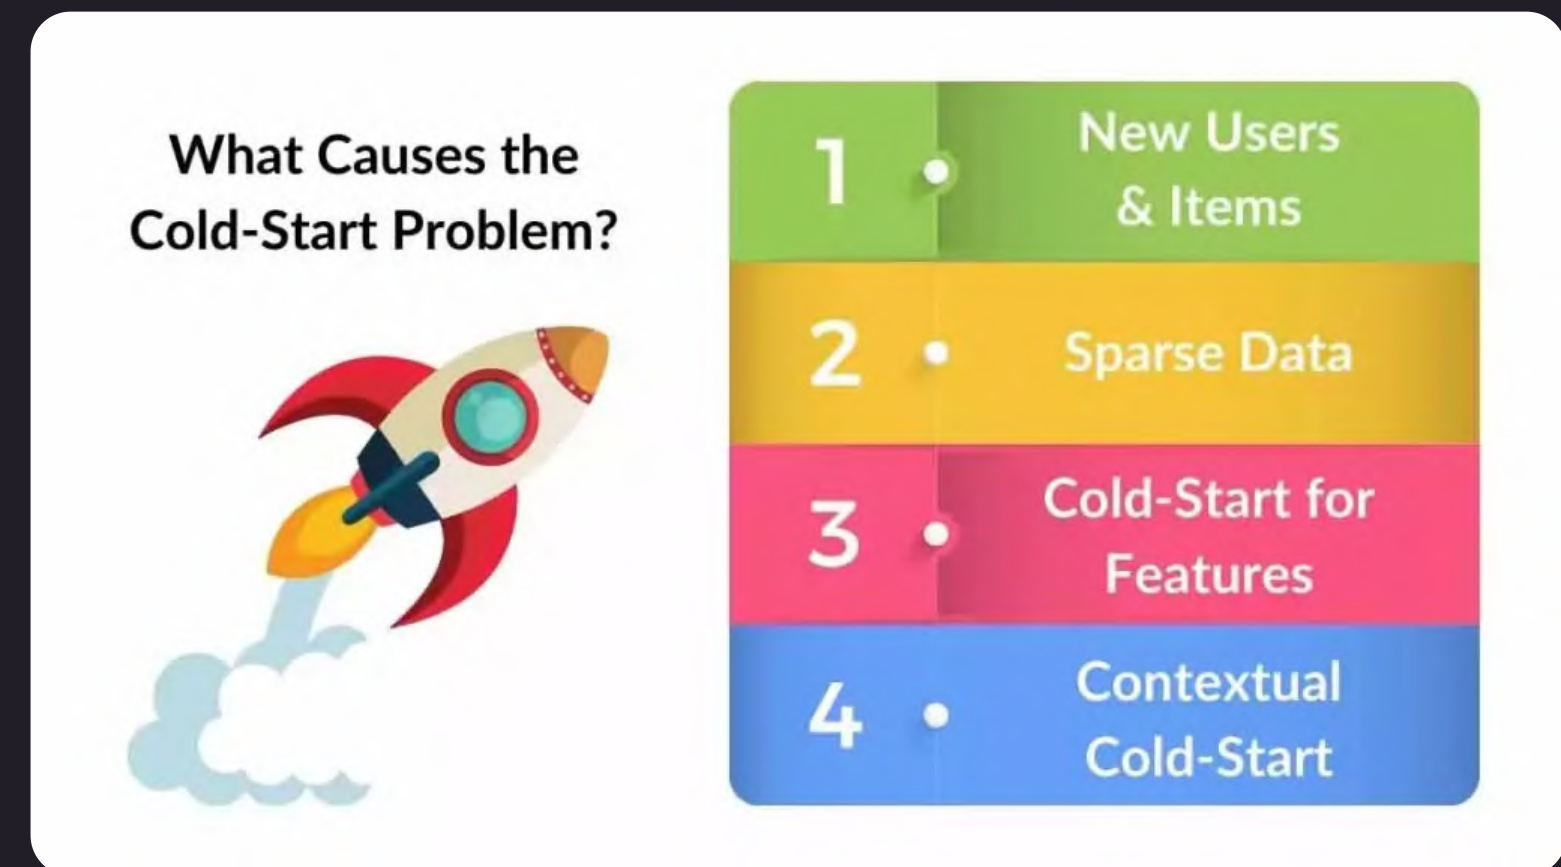 What Causes the
Cold-Start Problem?
1
New Users
& Items
2
Sparse Data
3
Cold-Start for
Features
4
Contextual
Cold-Start